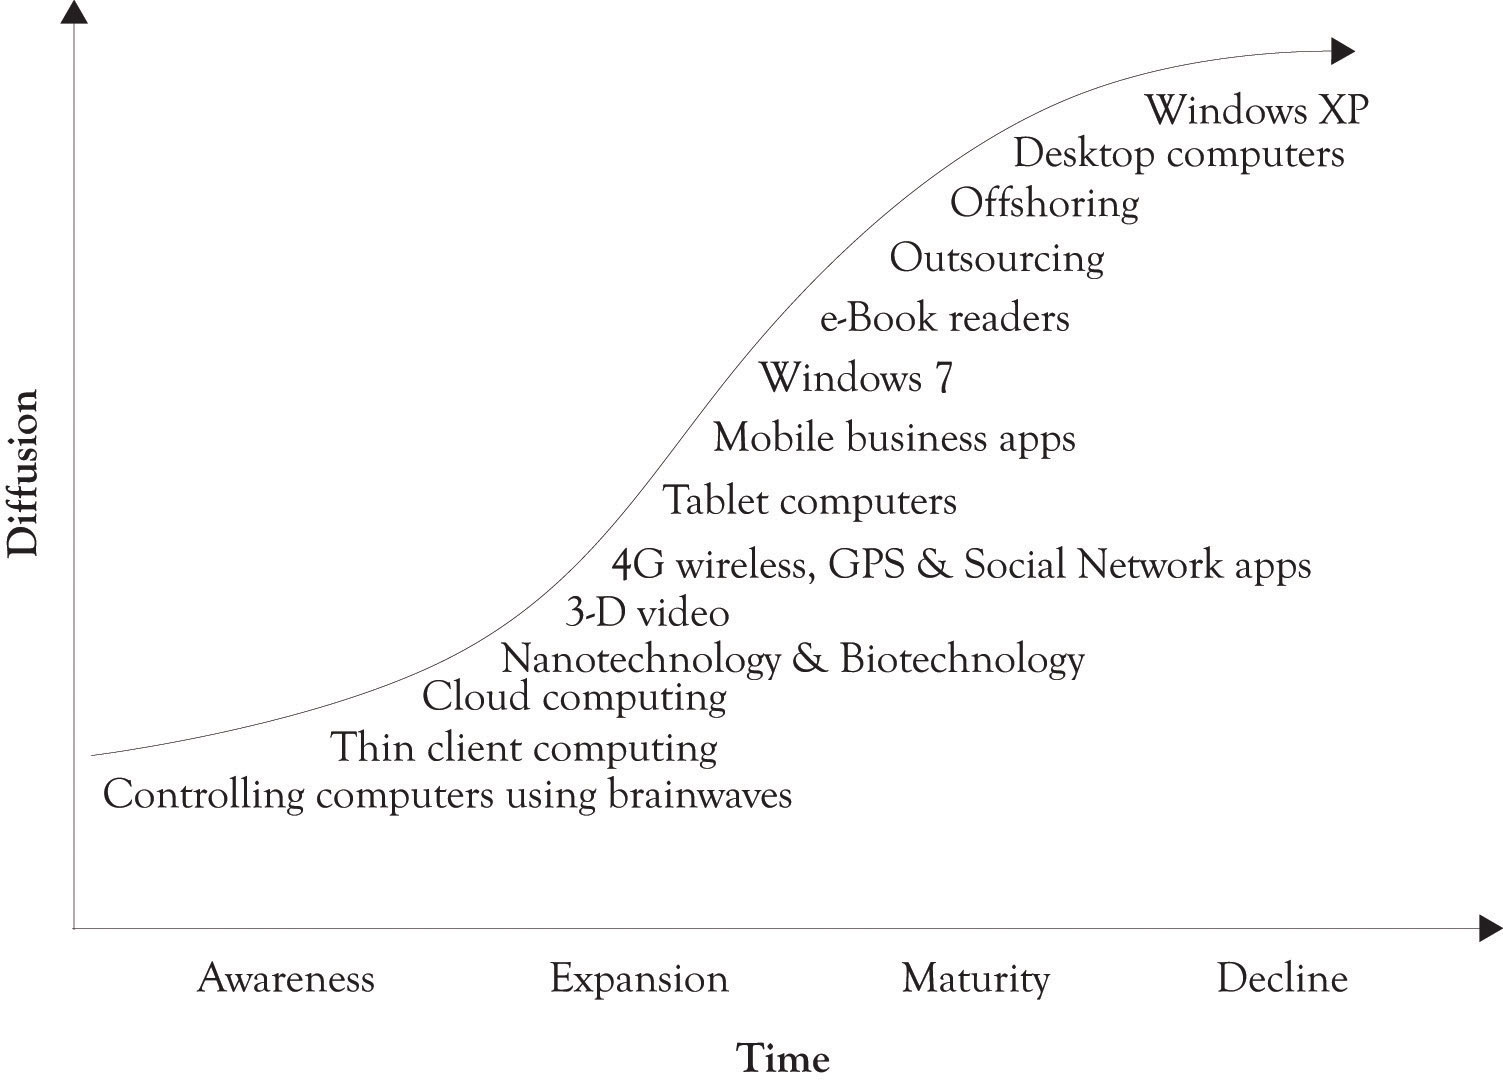 Windows XP
Desktop computers
Offshoring
Outsourcing
e-Book readers
Windows 7
Mobile business apps
Tablet computers
4G wireless, GPS & Social Network apps
3-D video
Nanotechnology & Biotechnology
Cloud computing
Thin client computing
Controlling computers using brainwaves
Diffusion
Awareness Expansion Maturity Decline
Time